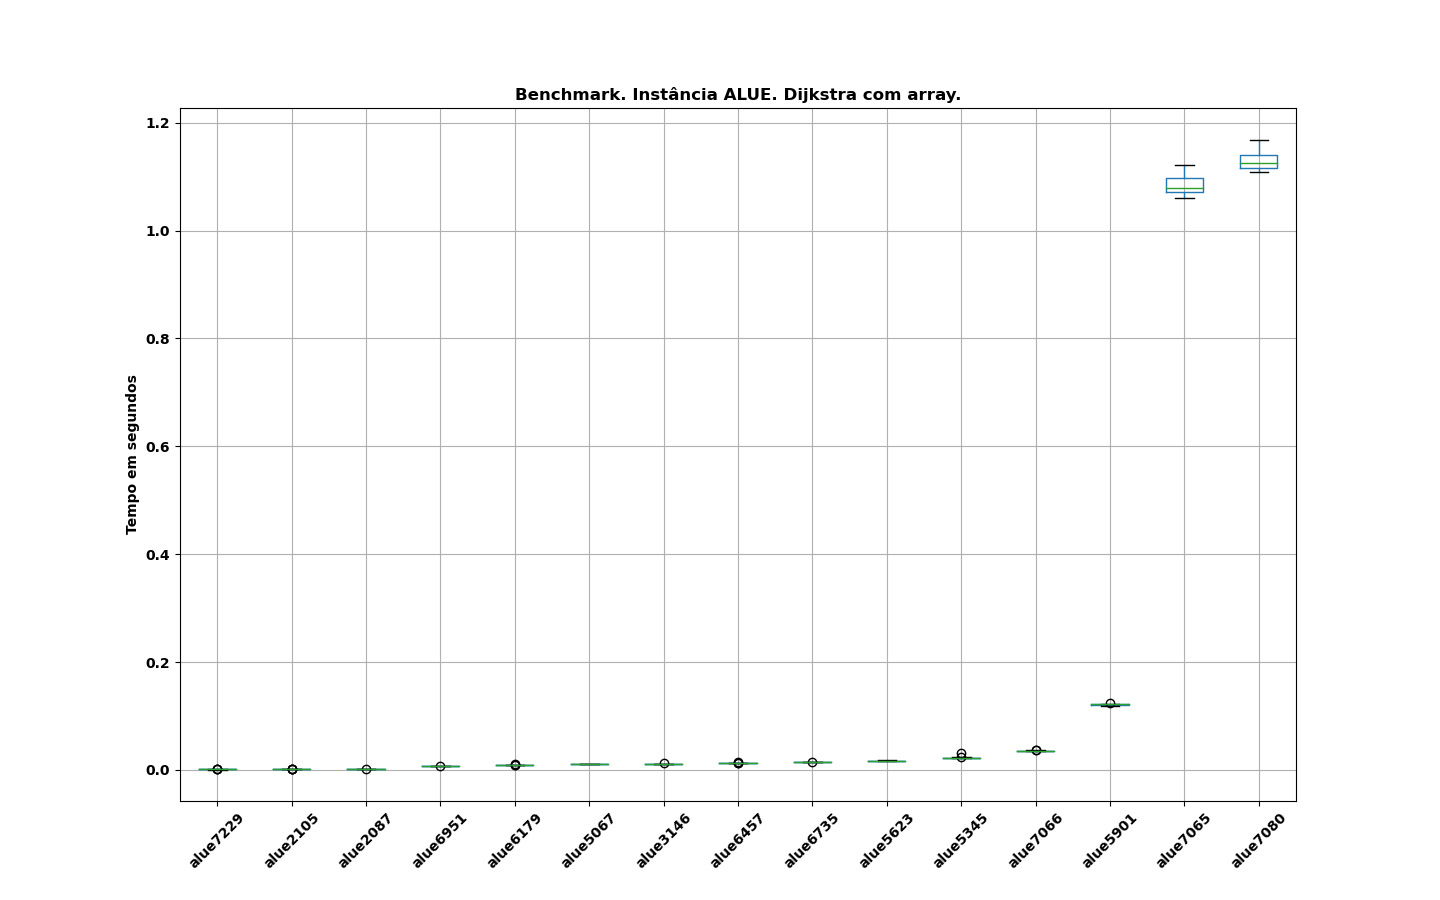 Benchmark. Instância ALUE. Dijkstra com array.
Tempo em segundos
1.2
1.0
0.8
0.6
0.4
0.2
0.0
alue7229
alue2105
alue2087
alue6951
alue6179
alue5067
alue3146
alue6457
alue6735
alue5623
alue5345
alue7066
alue5901
alue7065
alue7080